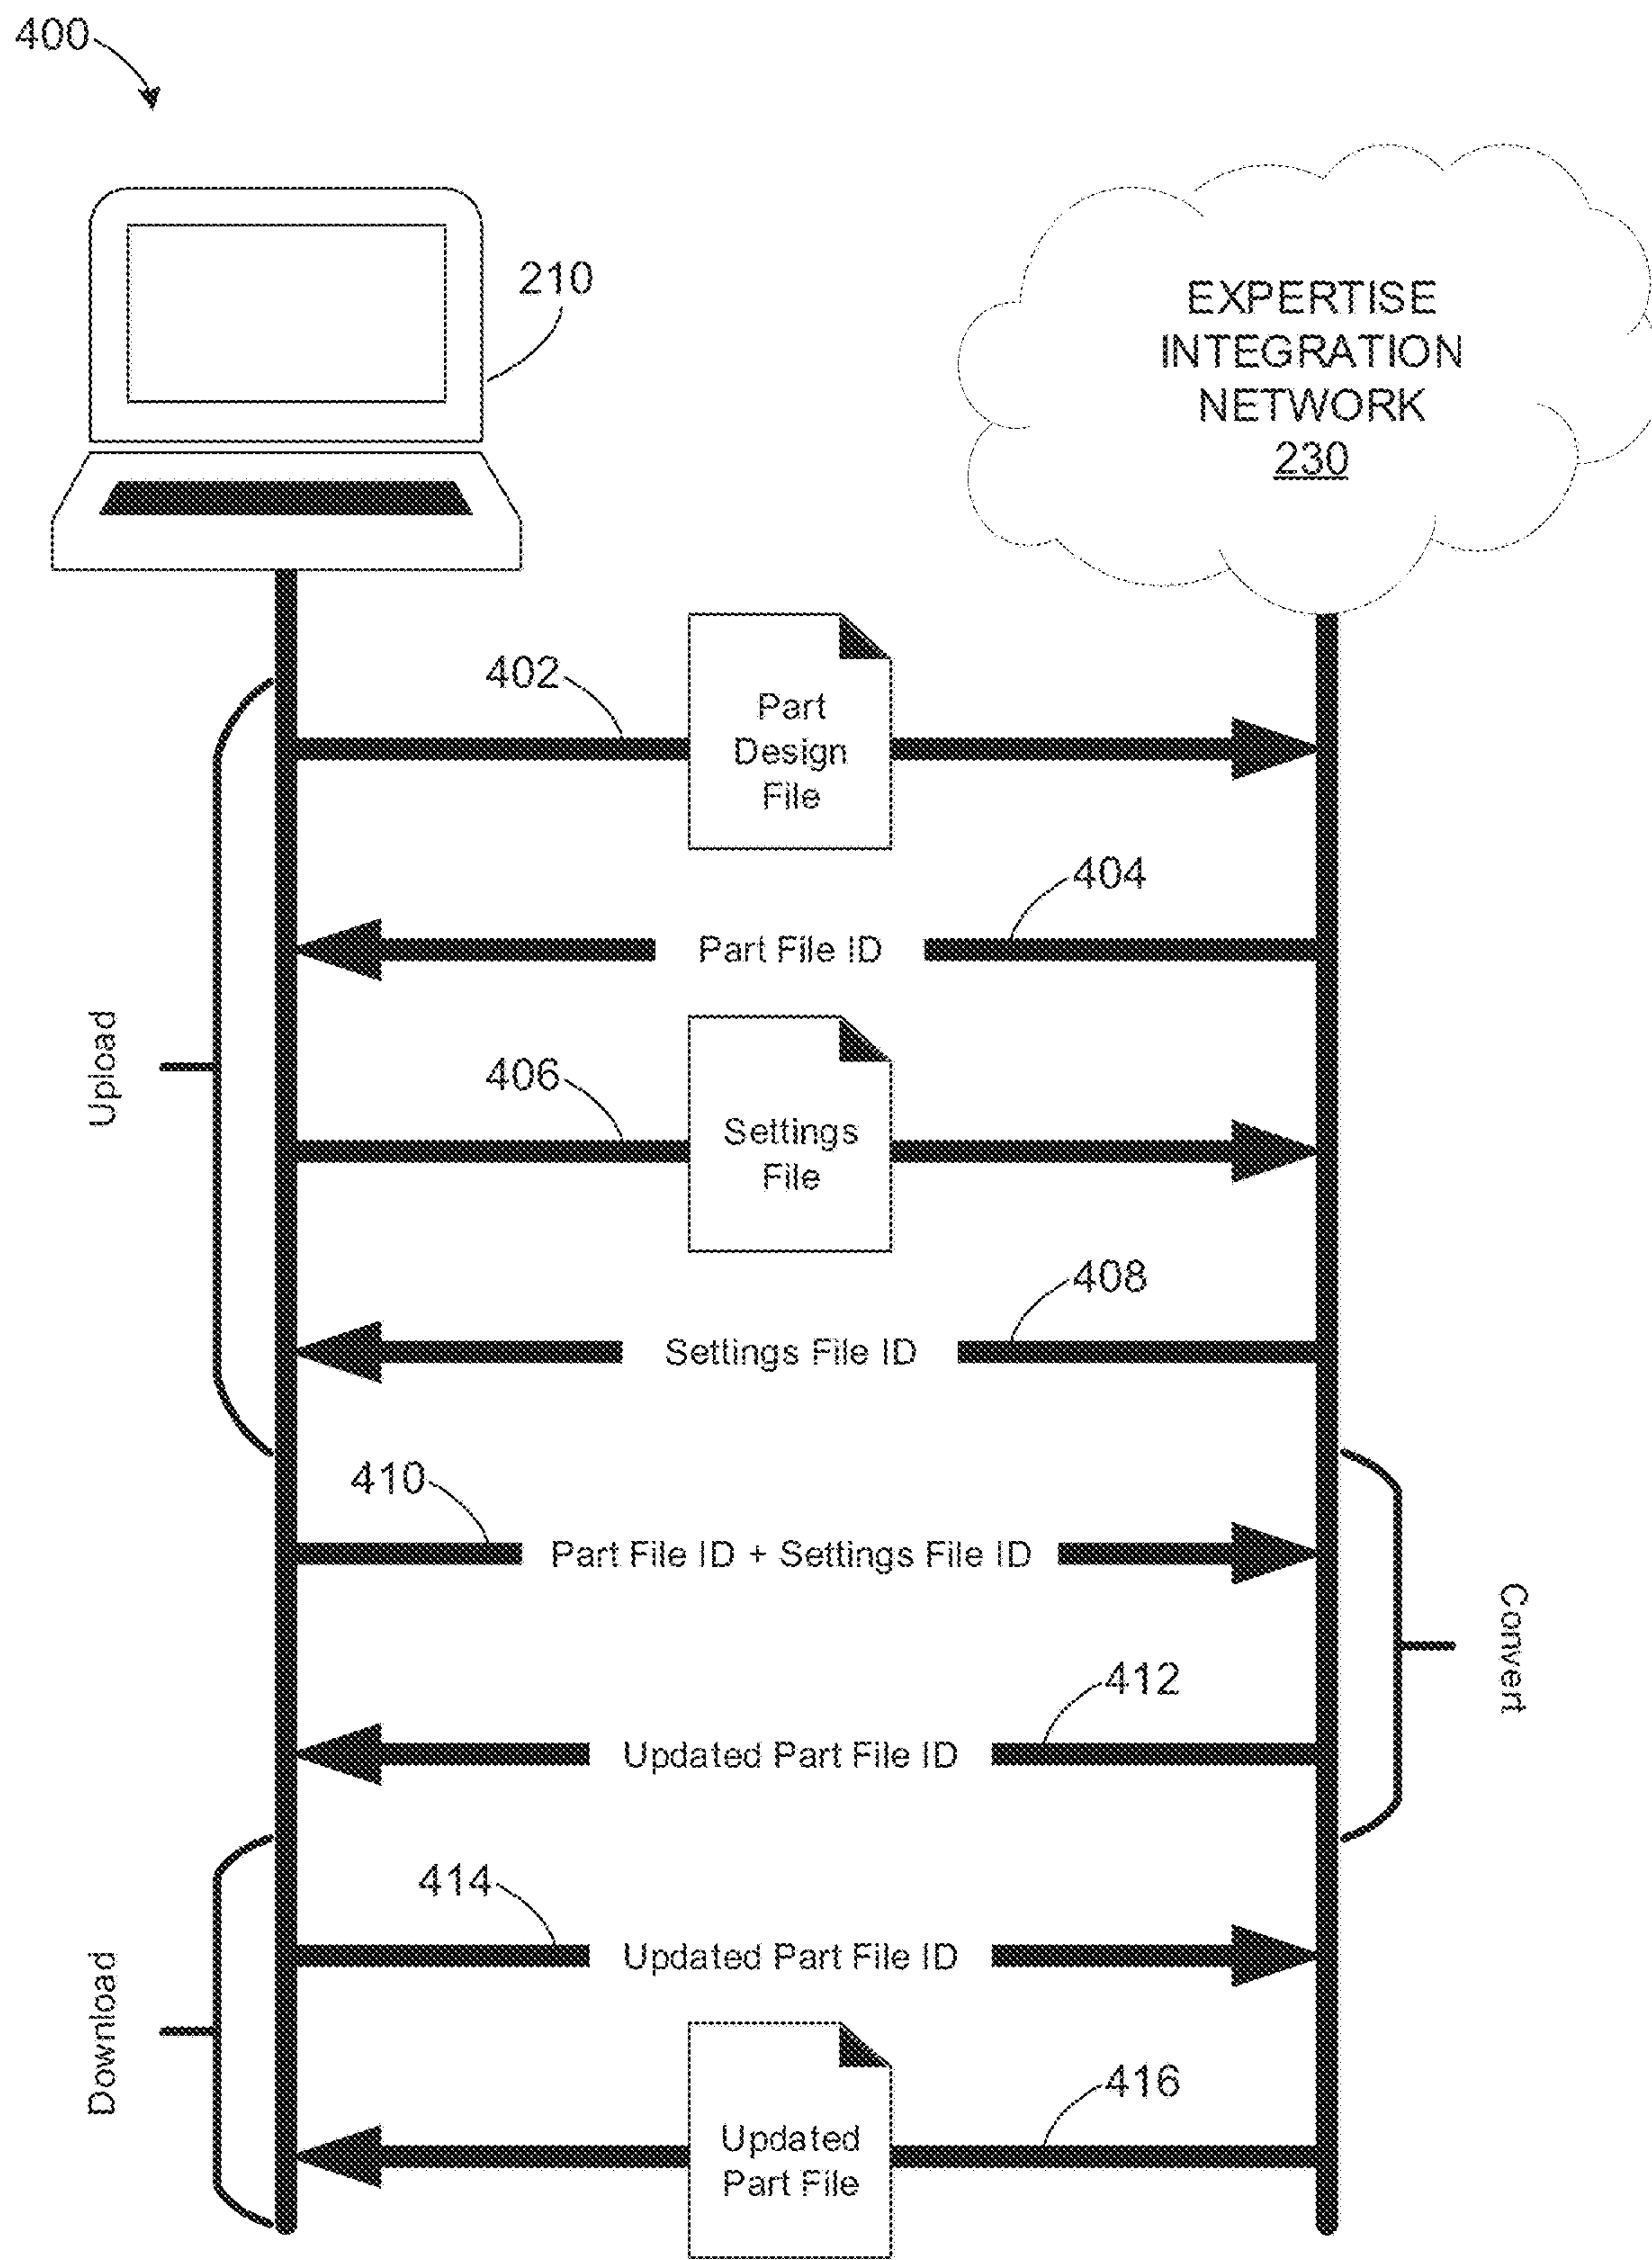 400
210
EXPERTISE
INTEGRATION
NETWORK
230
402
Part
Design
File
404
Part File ID
Upload
406
Settings
File
408
Settings File ID
410
Part File ID + Settings File ID
Convert
412
Updated Part File ID
414
Updated Part File ID
Download
416
Updated
Part File